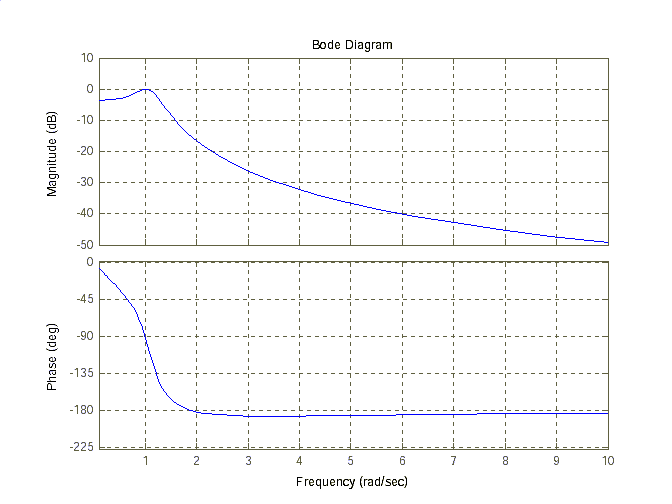 Bode Diagram
Magnitude (dB)
10
0
-10
-20
-30
-40
-50
Phase (deg)
0
-45
-90
-135
-180
-225
1 2 3 4 5 6 7 8 9 10
Frequency (rad/sec)